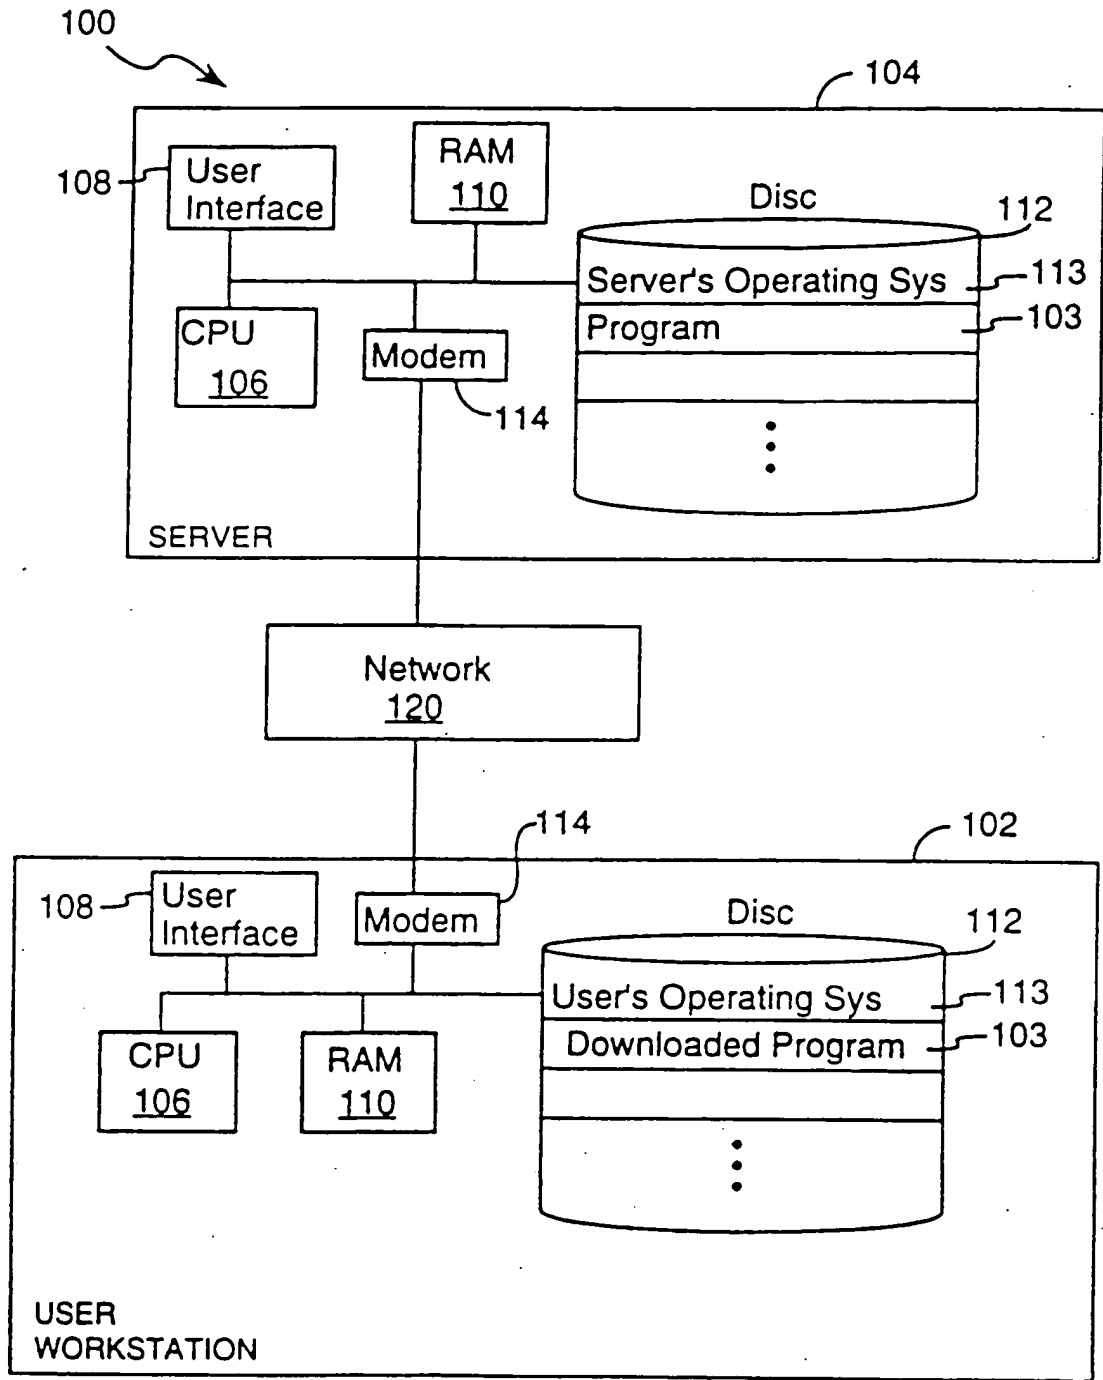 100
104
108
User
Interface
RAM
110
Disc
112
Server's Operating Sys
113
CPU
106
Modem
114
Program
103
SERVER
Network
120
114
102
108
User
Interface
Modem
Disc
112
User's Operating Sys
113
CPU
106
RAM
110
Downloaded Program
103
USER
WORKSTATION